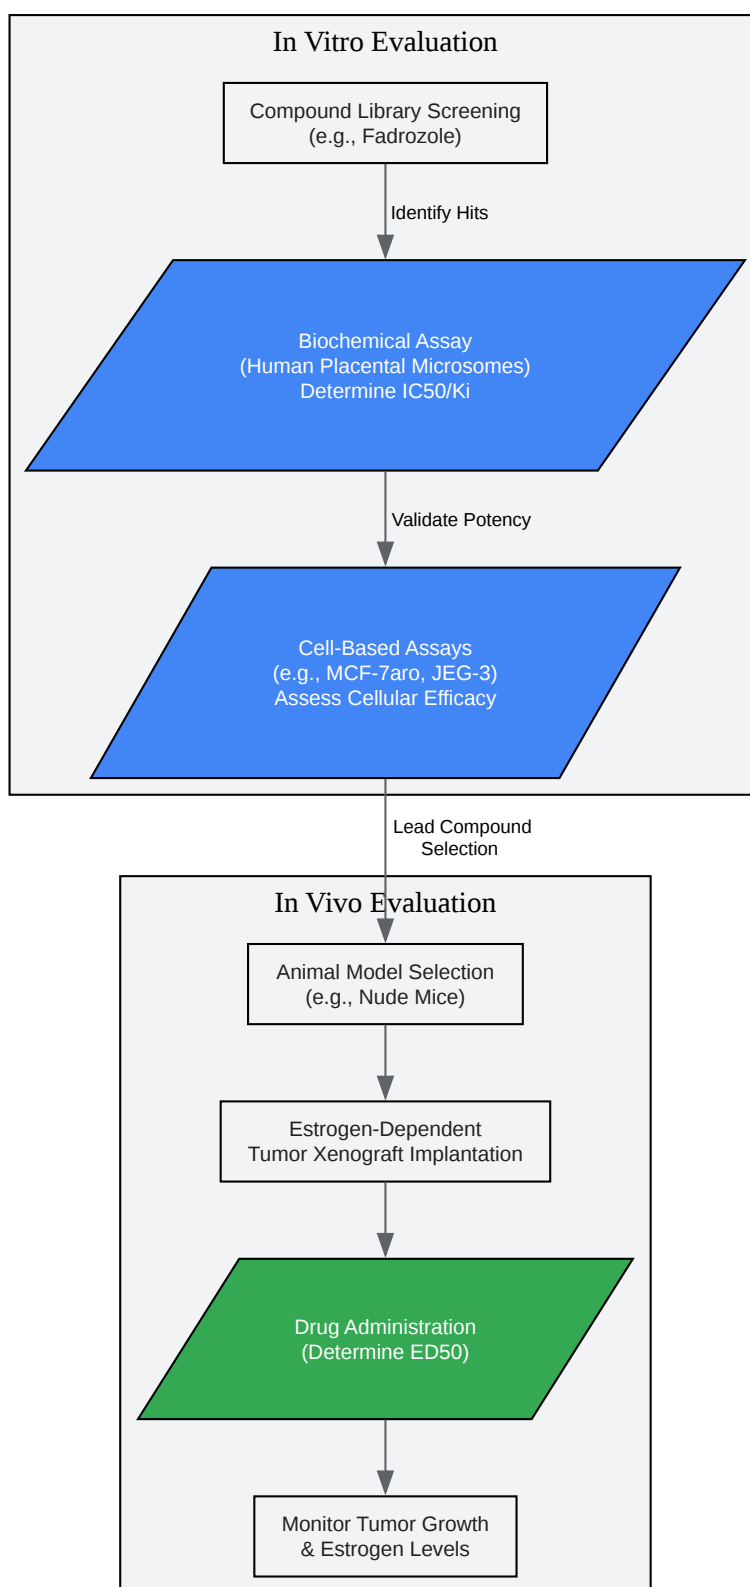 In Vitro Evaluation
Compound Library Screening
(e.g., Fadrozole)
Identify Hits
Biochemical Assay
(Human Placental Microsomes)
Determine IC50/Ki
Validate Potency
Cell-Based Assays
(e.g., MCF-7aro, JEG-3)
Assess Cellular Efficacy
Lead Compound
Selection
In Vivo Evaluation
Animal Model Selection
(e.g., Nude Mice)
Estrogen-Dependent
Tumor Xenograft Implantation
Drug Administration
(Determine ED50)
Monitor Tumor Growth
& Estrogen Levels